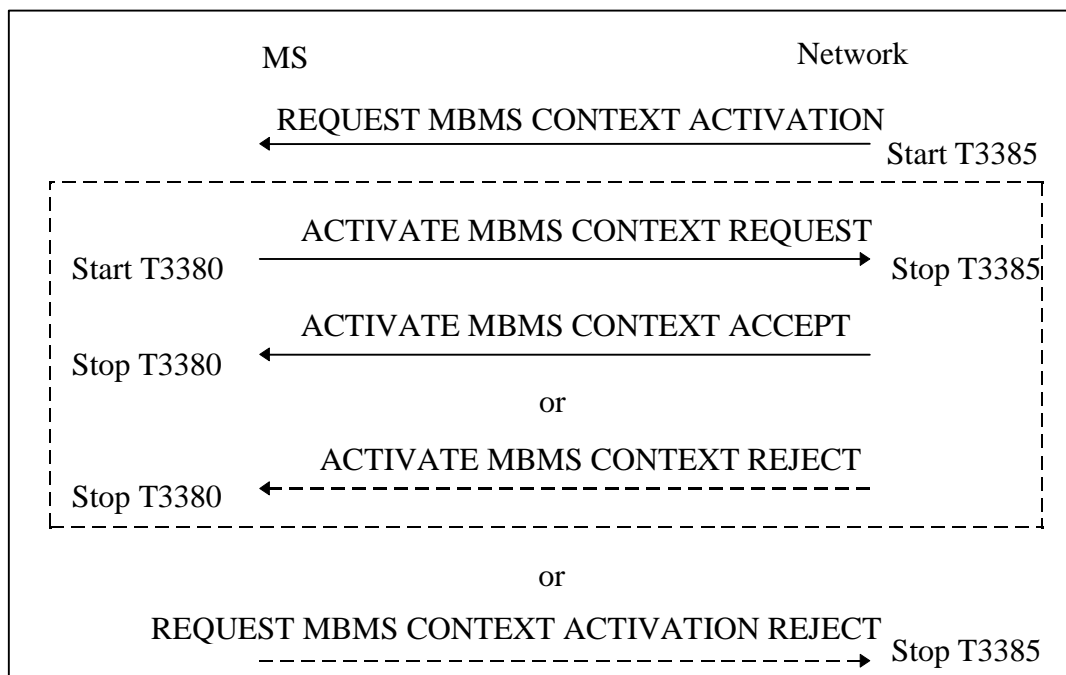 MS
Network
REQUEST MBMS CONTEXT ACTIVATION
Start T3385
ACTIVATE MBMS CONTEXT REQUEST
Start T3380
Stop T3385
ACTIVATE MBMS CONTEXT ACCEPT
Stop T3380
or
ACTIVATE MBMS CONTEXT REJECT
Stop T3380
or
REQUEST MBMS CONTEXT ACTIVATION REJECT
Stop T3385